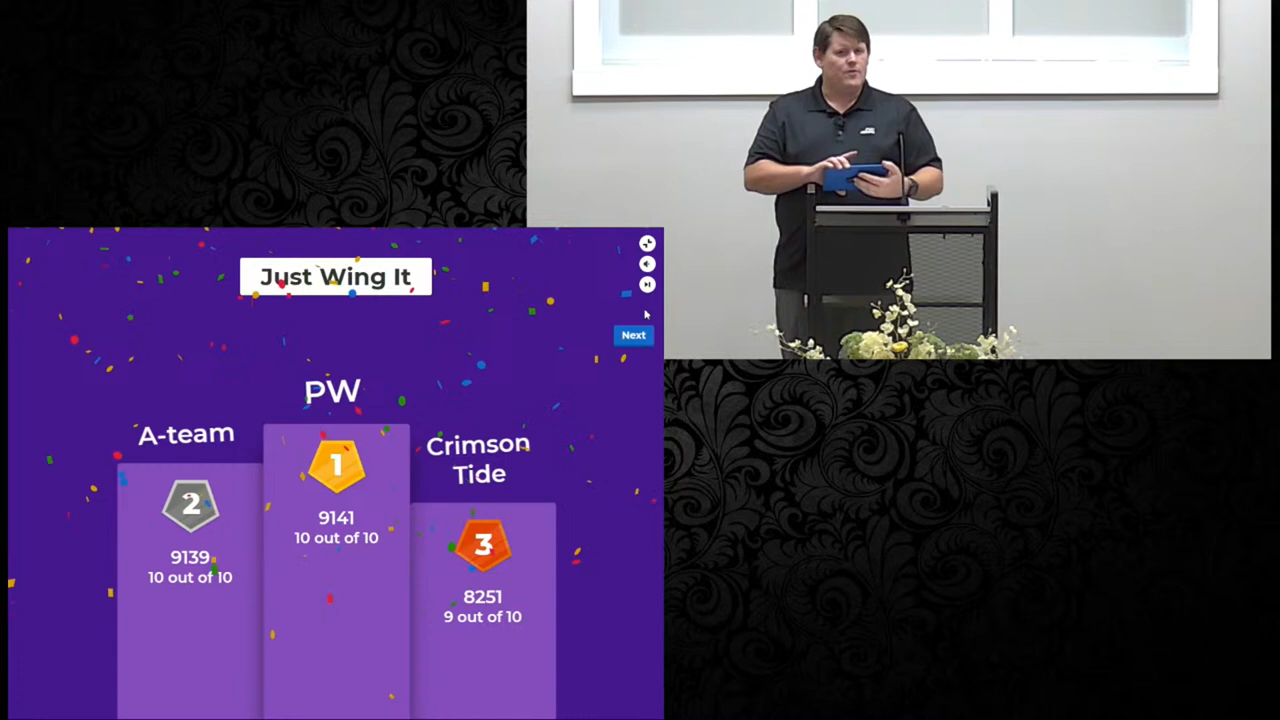 Just Wing It
Next
PW
A-team
Crimson
Tide
1
2
3
9141
10 out of 10
9139
10 out of 10
8251
9 out of 10